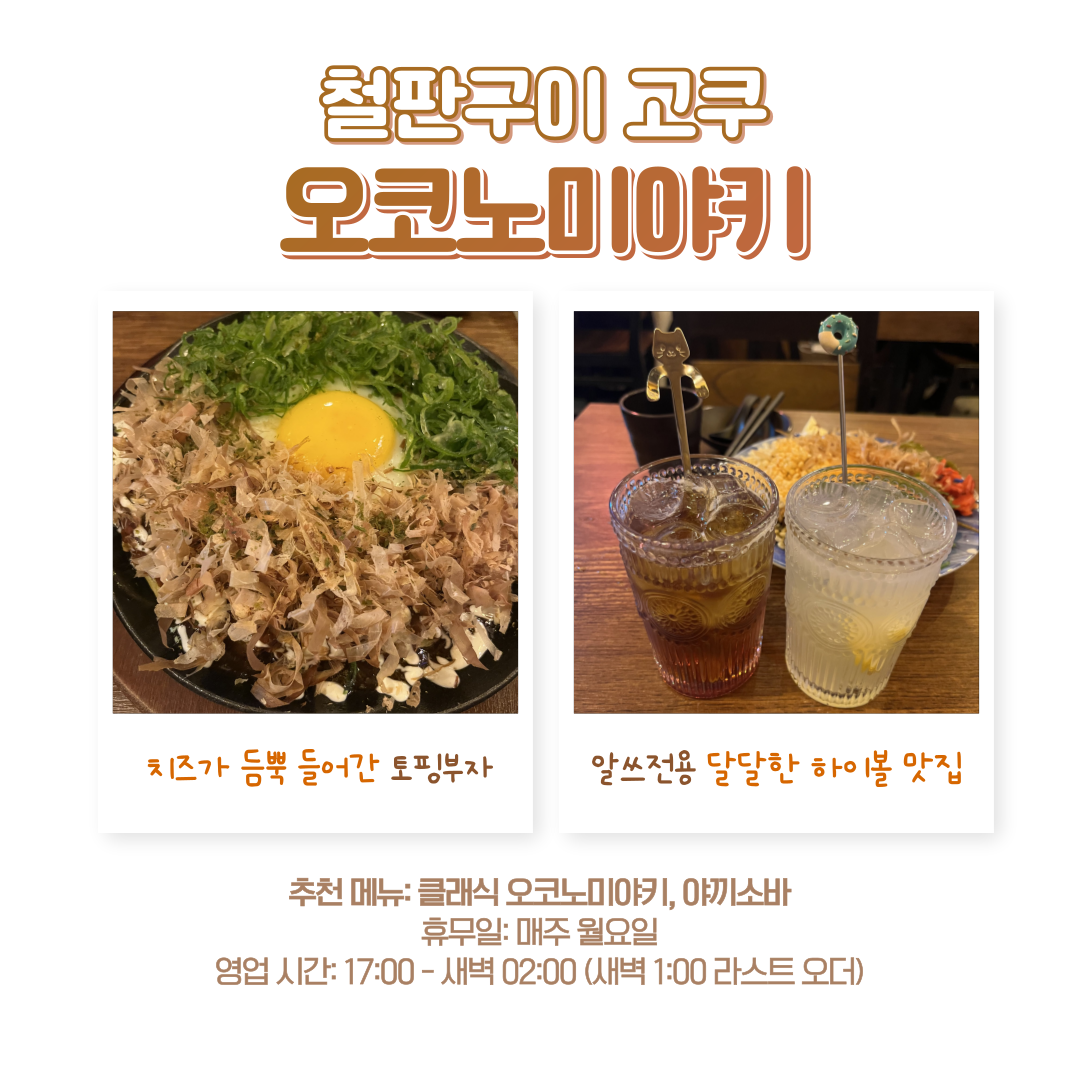 철판구이 고쿠
오코노미야키
치즈가 듬뿍 들어간 토핑부자
알쓰전용 달달한 하이볼 맛집
추천 메뉴: 클래식 오코노미야키, 야끼소바
휴무일: 매주 월요일
영업 시간: 17:00 - 새벽 02:00 (새벽 1:00 라스트 오더)